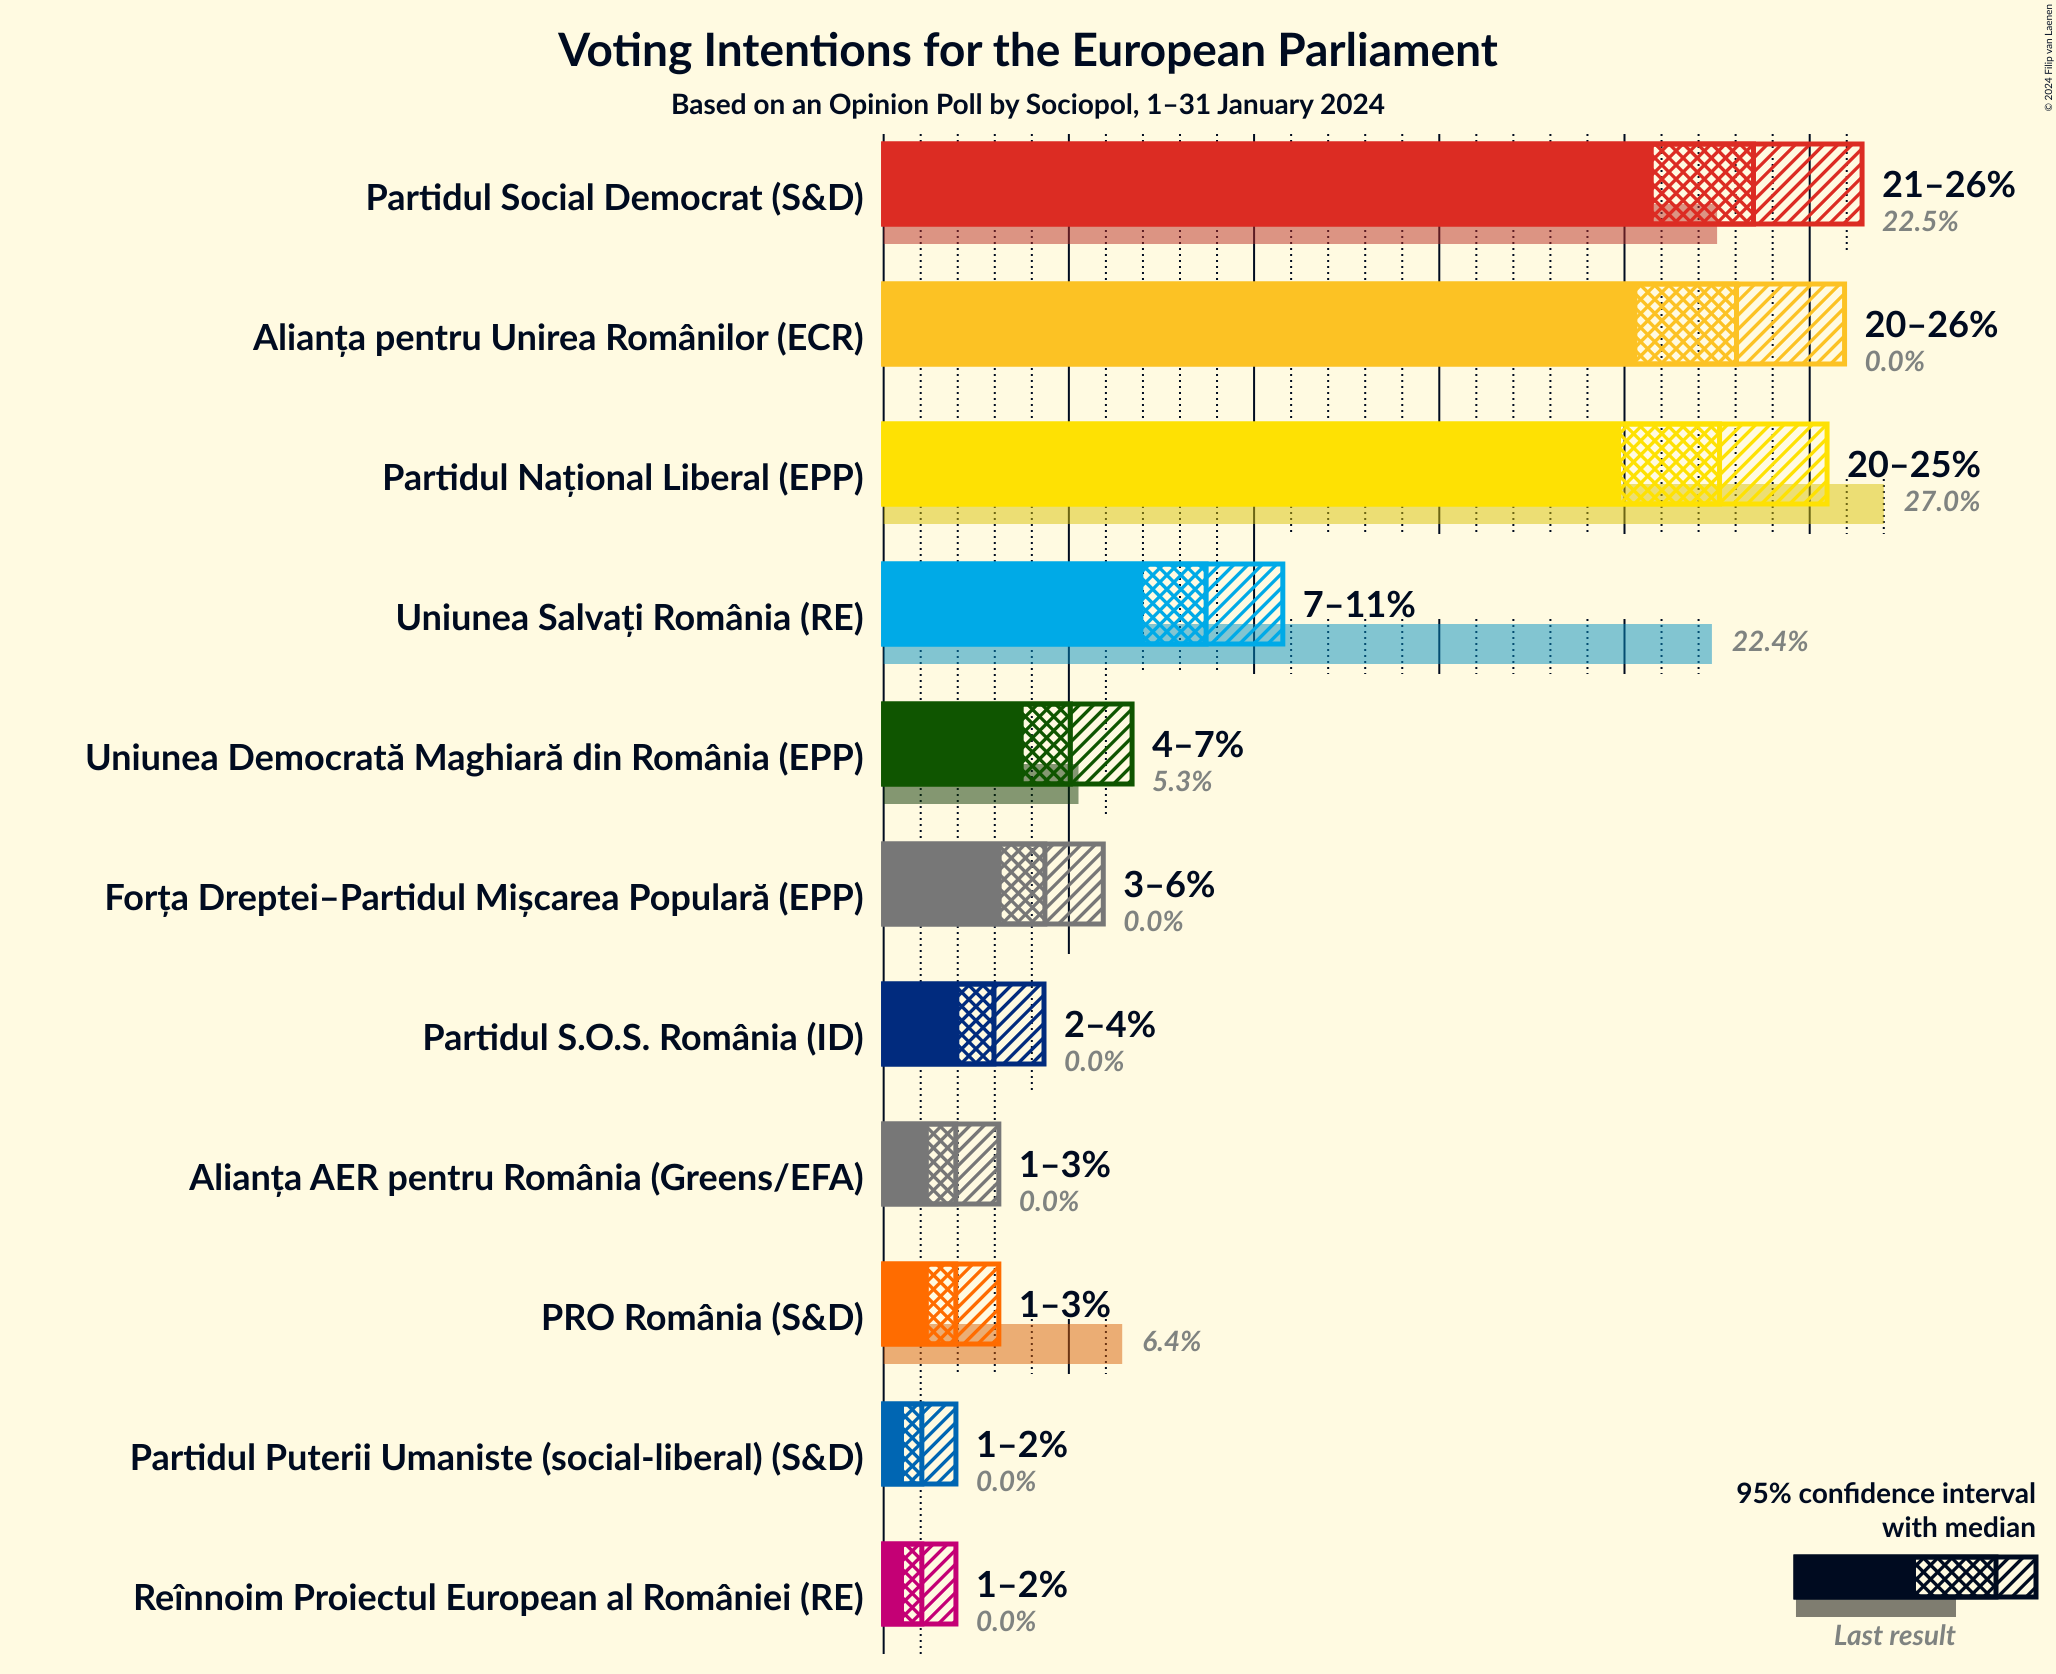 Voting Intentions for the European Parliament
Based on an Opinion Poll by Sociopol, 1–31 January 2024
© 2024 Filip van Laenen
Partidul Social Democrat (S&D)
21–26%
22.5%
Alianța pentru Unirea Românilor (ECR)
20–26%
0.0%
Partidul Național Liberal (EPP)
20–25%
27.0%
Uniunea Salvați România (RE)
7–11%
22.4%
Uniunea Democrată Maghiară din România (EPP)
4–7%
5.3%
Forța Dreptei–Partidul Mișcarea Populară (EPP)
3–6%
0.0%
Partidul S.O.S. România (ID)
2–4%
0.0%
Alianța AER pentru România (Greens/EFA)
1–3%
0.0%
PRO România (S&D)
1–3%
6.4%
Partidul Puterii Umaniste (social-liberal) (S&D)
1–2%
0.0%
Reînnoim Proiectul European al României (RE)
1–2%
0.0%
95% confidence interval
with median
Last result